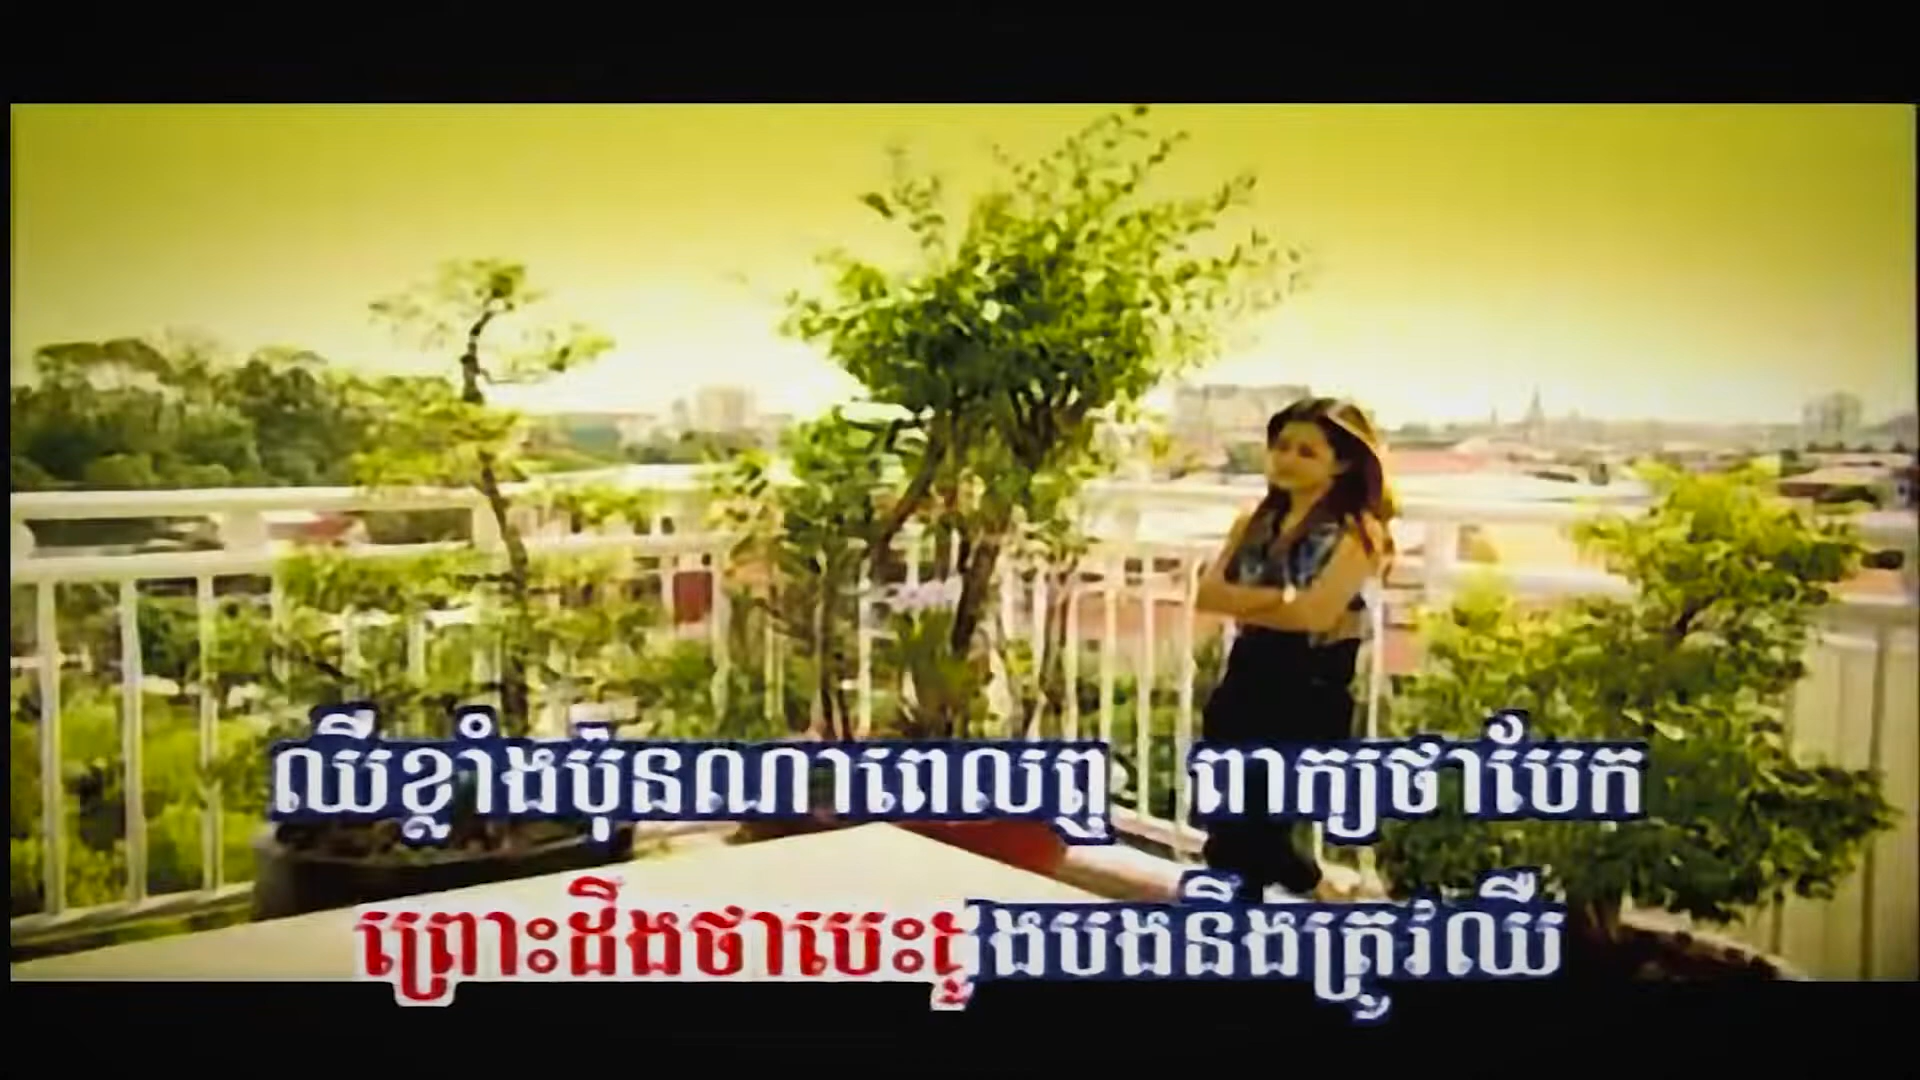 ឈឺខ្លាំងប៉ុនណាពេលឮ ពាក្យថាបែក
ព្រោះដឹងថាបេះដូងបងនឹងត្រូវឈឺ